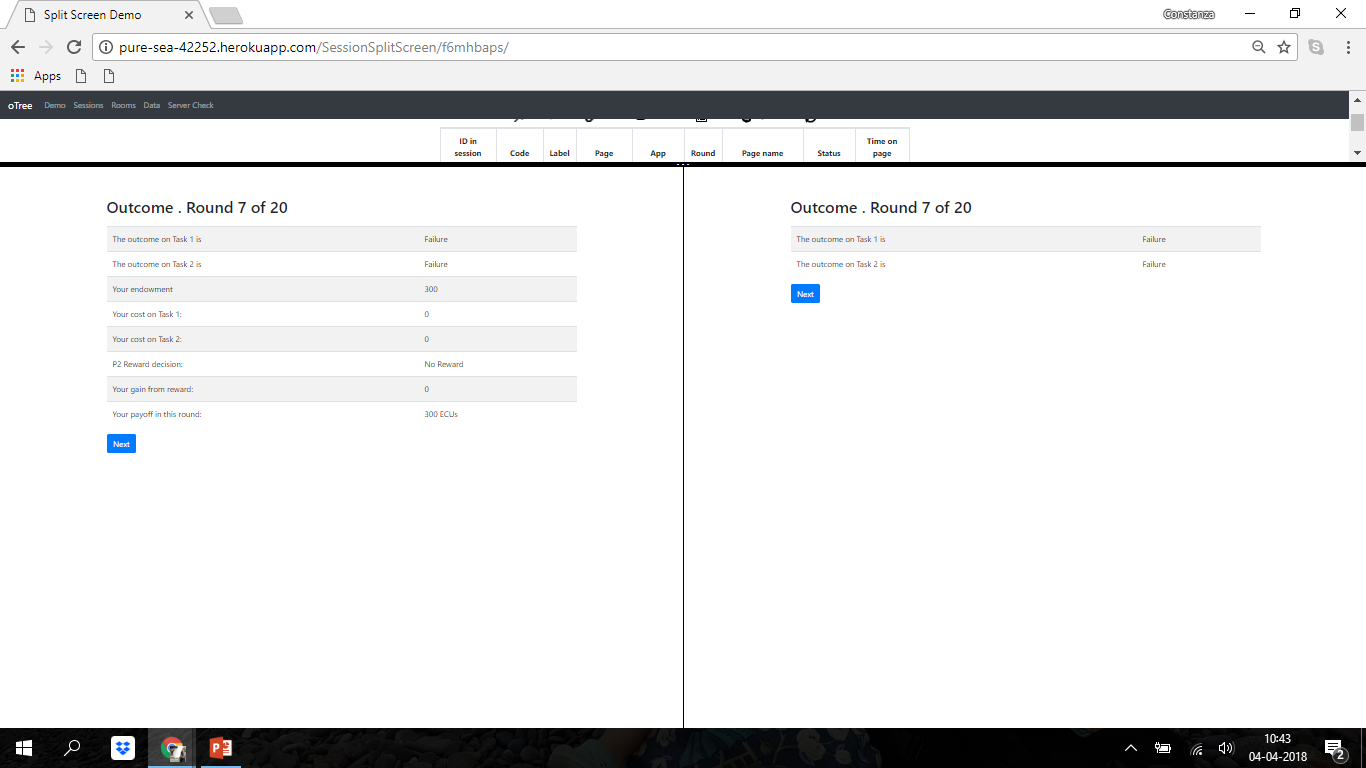 Split Screen Demo
Constanza
pure-sea-42252.herokuapp.com/SessionSplitScreen/f6mhbaps/
Apps
oTree Demo Sessions Rooms Data Server Check
ID in session Code Label Page App Round Page name Status Time on page
Outcome . Round 7 of 20
The outcome on Task 1 is Failure
The outcome on Task 2 is Failure
Your endowment 300
Your cost on Task 1: 0
Your cost on Task 2: 0
P2 Reward decision: No Reward
Your gain from reward: 0
Your payoff in this round: 300 ECUs
Next
Outcome . Round 7 of 20
The outcome on Task 1 is Failure
The outcome on Task 2 is Failure
Next
10:43
04-04-2018
2